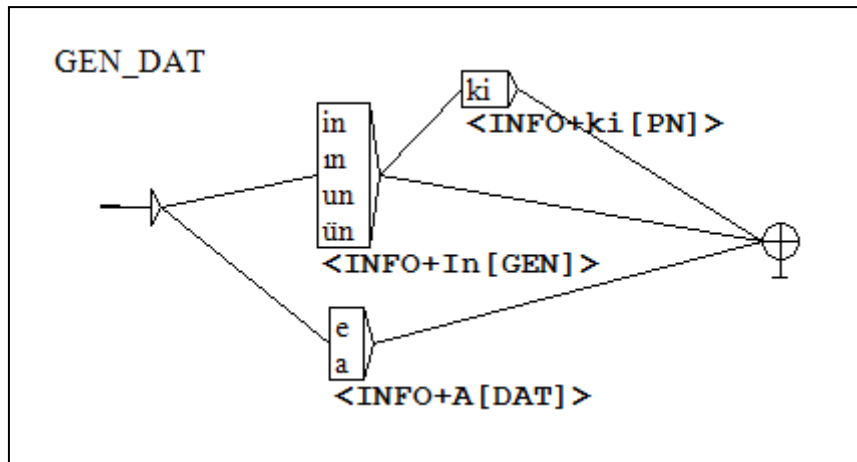 GEN_DAT
ki
<INFO+ki[PN]>
in
ın
un
ün
<INFO+In[GEN]>
e
a
<INFO+A[DAT]>